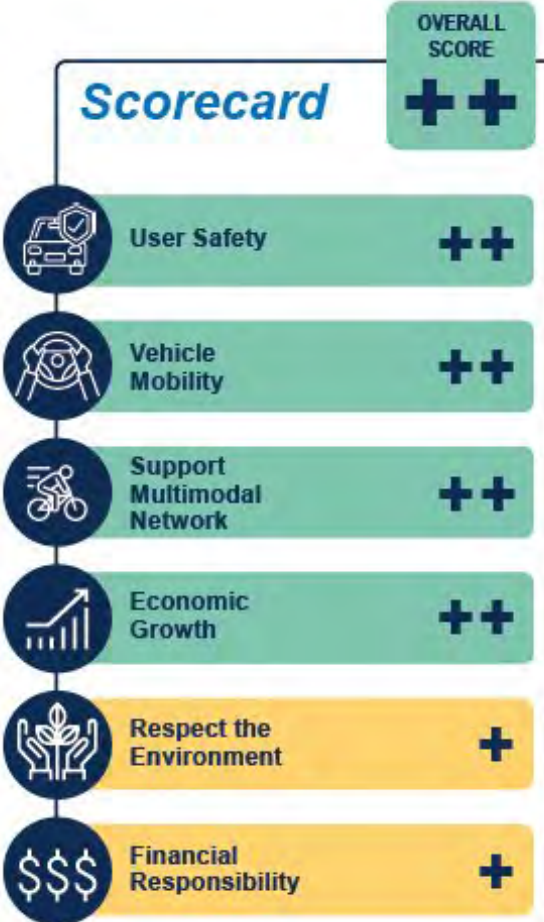 OVERALL
SCORE
++
Scorecard
User Safety ++
Vehicle
Mobility ++
Support
Multimodal
Network ++
Economic
Growth ++
Respect the
Environment +
$$$
Financial
Responsibility +